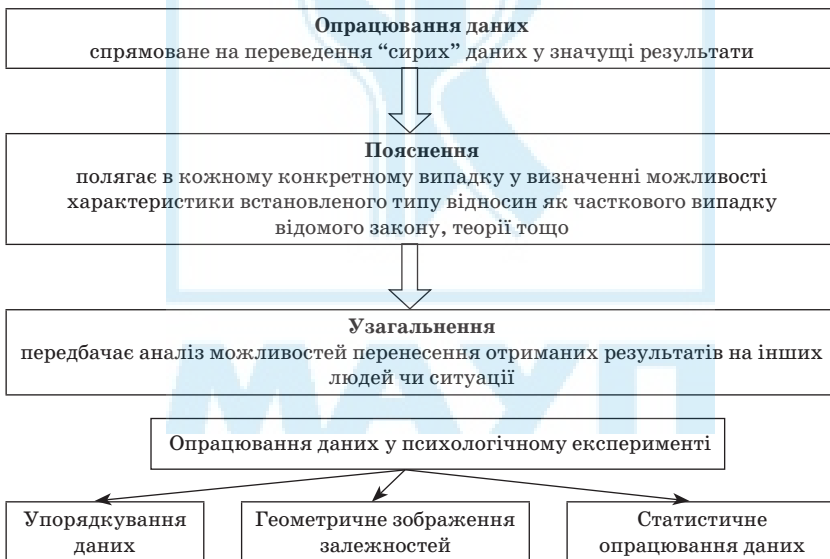 Опрацювання даних
спрямоване на переведення “сирих” даних у значущі результати
Пояснення
полягає в кожному конкретному випадку у визначенні можливості
характеристики встановленого типу відносин як часткового випадку
відомого закону, теорії тощо
Узагальнення
передбачає аналіз можливостей перенесення отриманих результатів на інших
людей чи ситуації
МАУП
Опрацювання даних у психологічному експерименті
Упорядкування
даних
Геометричне зображення
залежностей
Статистичне
опрацювання даних